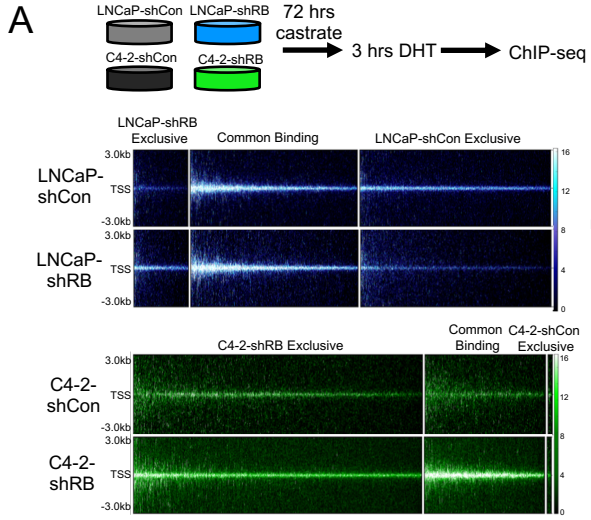 A
LNCaP-shCon LNCaP-shRB
C4-2-shCon C4-2-shRB
72 hrs
castrate
3 hrs DHT
ChIP-seq
LNCaP-shRB
Exclusive
Common Binding
LNCaP-shCon Exclusive
LNCaP-
shCon
3.0kb
TSS
-3.0kb
LNCaP-
shRB
3.0kb
TSS
-3.0kb
16
12
8
4
0
C4-2-shRB Exclusive
Common
Binding
C4-2-shCon
Exclusive
C4-2-
shCon
3.0kb
TSS
-3.0kb
C4-2-
shRB
3.0kb
TSS
-3.0kb
16
12
8
4
0